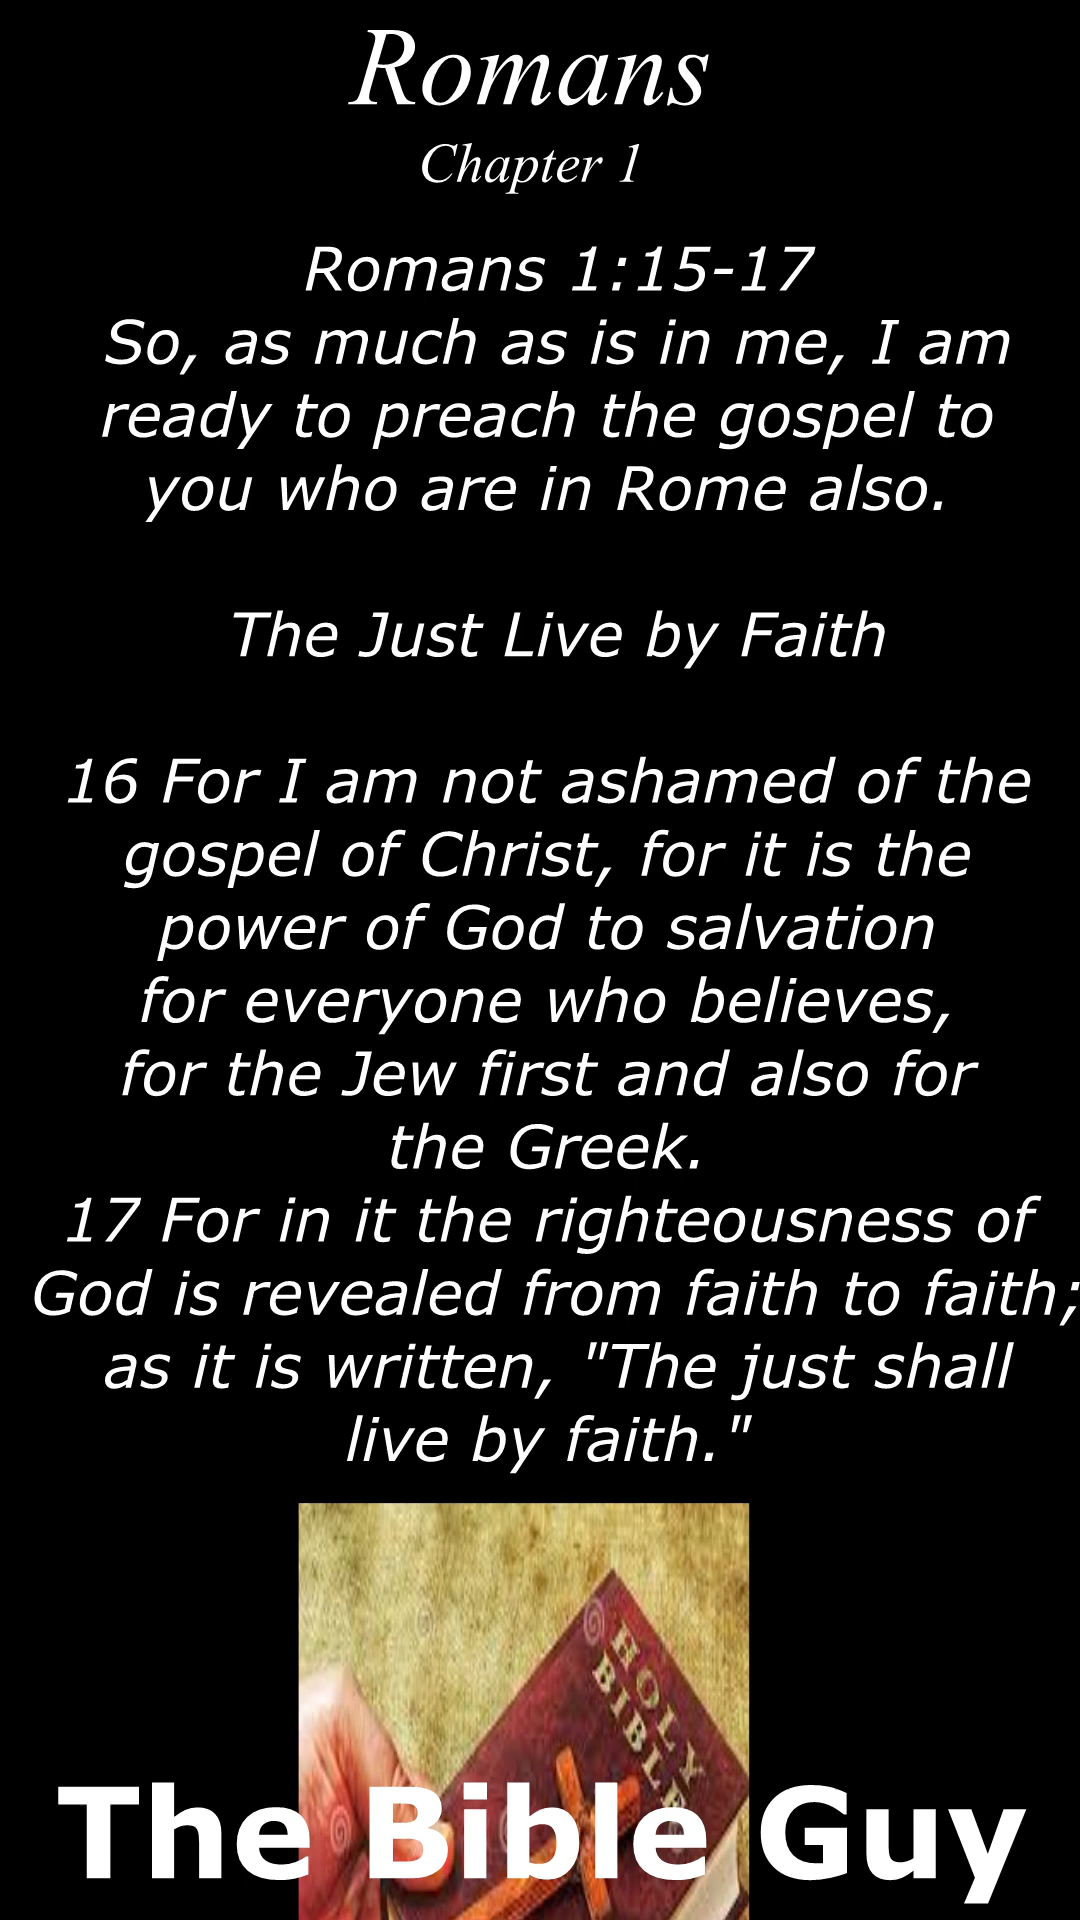 Romans
Chapter 1
Romans 1:15-17
So, as much as is in me, I am
ready to preach the gospel to
you who are in Rome also.
The Just Live by Faith
16 For I am not ashamed of the
gospel of Christ, for it is the
power of God to salvation
for everyone who believes,
for the Jew first and also for
the Greek.
17 For in it the righteousness of
God is revealed from faith to faith;
as it is written, "The just shall
live by faith."
HOLY
BIBLE
The Bible Guy